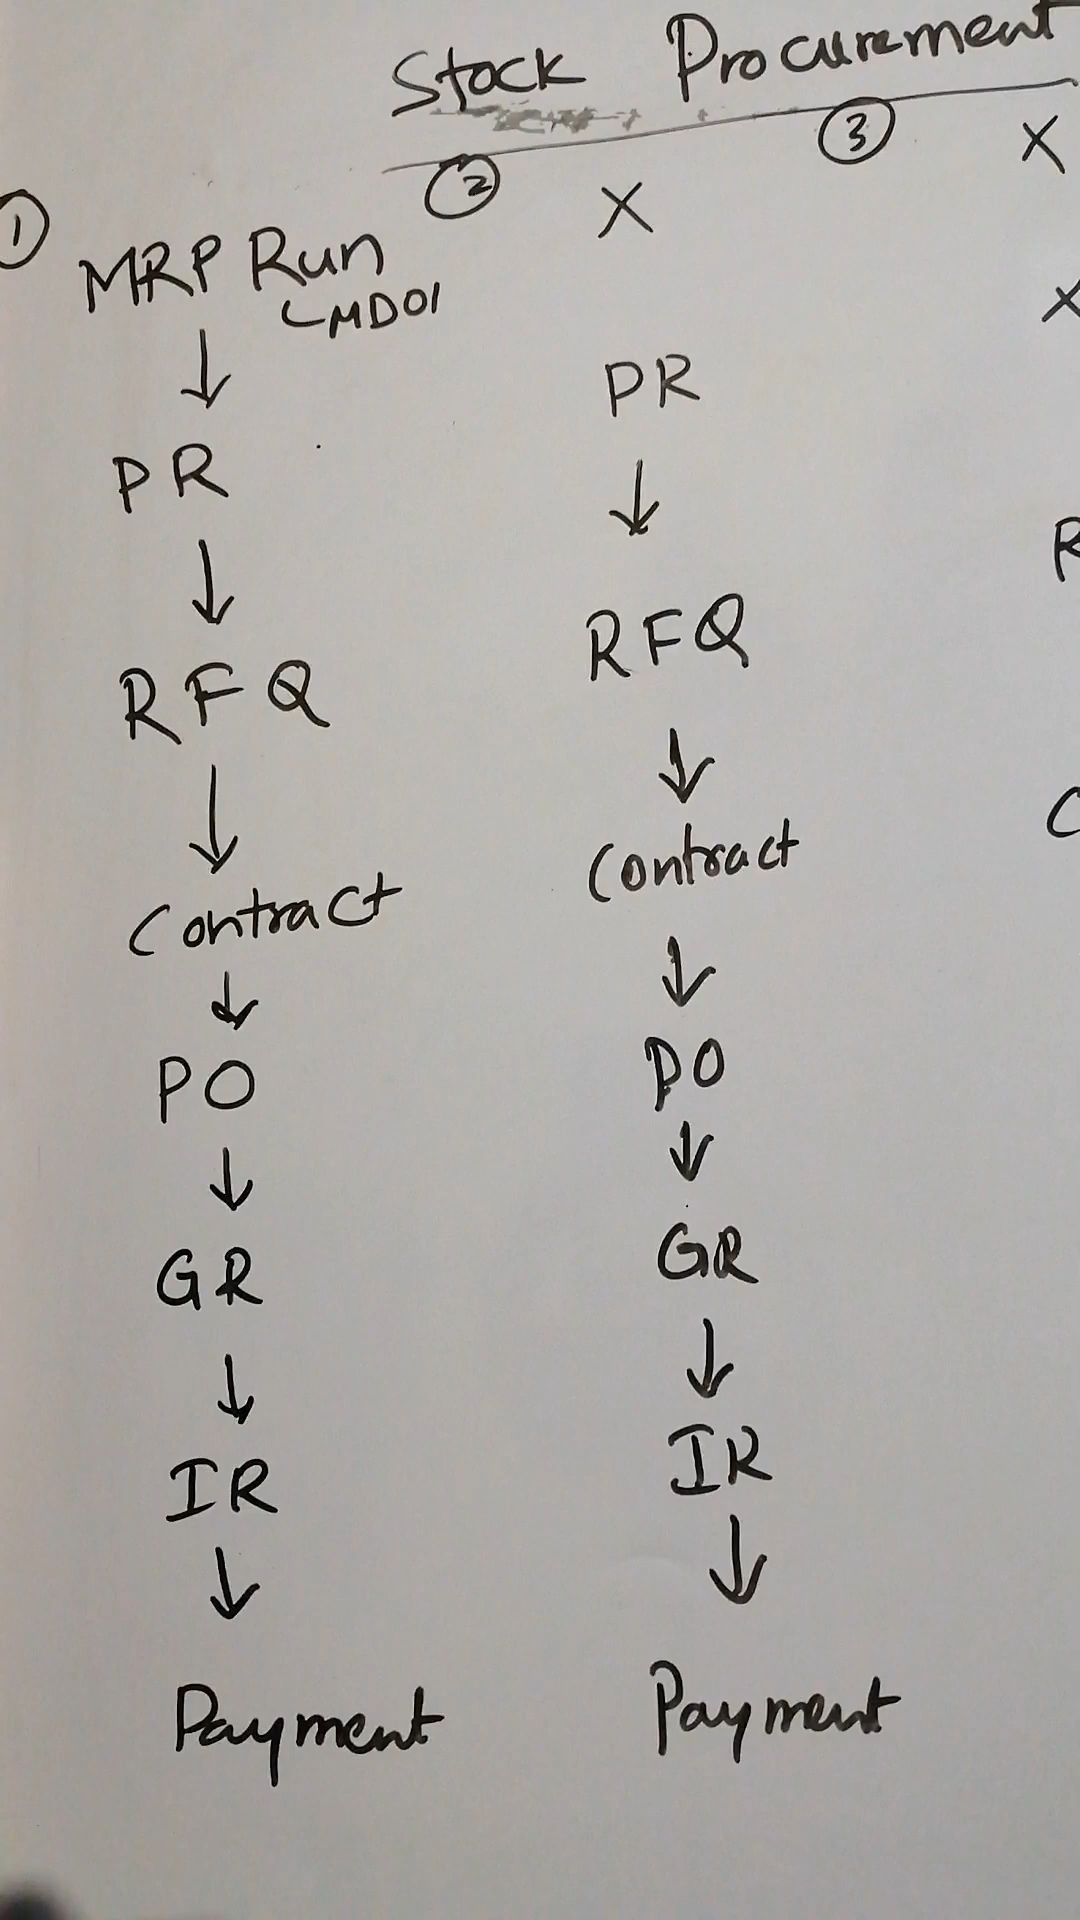 Stock Procurement
① MRP Run
MD01
↓
PR
↓
RFQ
↓
Contract
↓
PO
↓
GR
↓
IR
↓
Payment
② X
PR
↓
RFQ
↓
Contract
↓
PO
↓
GR
↓
IR
↓
Payment
③ X
X
R
C